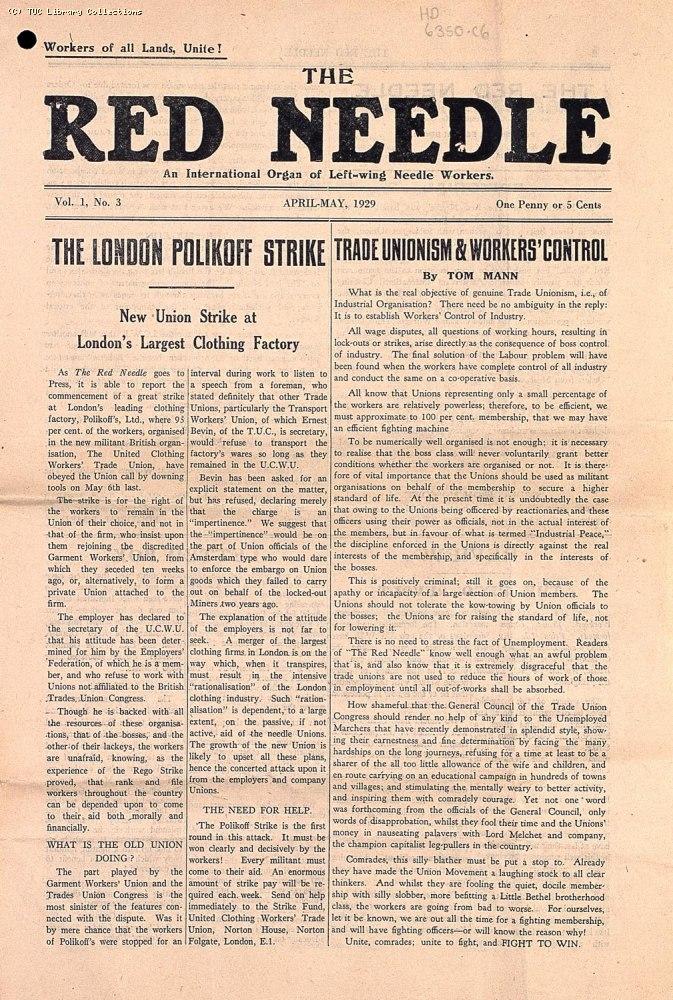 (C) TUC Library Collections
HD
6350.C6
Workers of all Lands, Unite!
THE
RED NEEDLE
An International Organ of Left-wing Needle Workers.
Vol. 1, No. 3
APRIL-MAY, 1929
One Penny or 5 Cents
THE LONDON POLIKOFF STRIKE
New Union Strike at
London's Largest Clothing Factory
As The Red Needle goes to
Press, it is able to report the
commencement of a great strike
at London's leading clothing
factory, Polikoff's, Ltd., where 95
per cent. of the workers, organised
in the new militant British organ-
isation, The United Clothing
Workers' Trade Union, have
obeyed the Union call by downing
tools on May 6th last.
The strike is for the right of
the workers to remain in the
Union of their choice, and not in
that of the firm, who insist upon
them rejoining the discredited
Garment Workers' Union, from
which they seceded ten weeks
ago, or, alternatively, to form a
private Union attached to the
firm.
The employer has declared to
the secretary of the U.C.W.U.
that his attitude has been deter-
mined for him by the Employers'
Federation, of which he is a mem-
ber, and who refuse to work with
Unions not affiliated to the British
Trades Union Congress.
Though he is backed with all
the resources of these organisa-
tions, that of the bosses, and the
other of their lackeys, the workers
are unafraid, knowing, as the
experience of the Rego Strike
proved, that rank and file
workers throughout the country
can be depended upon to come
to their aid both morally and
financially.
WHAT IS THE OLD UNION
DOING?
The part played by the
Garment Workers' Union and the
Trades Union Congress is the
most sinister of the features con-
nected with the dispute. Was it
by mere chance that the workers
of Polikoff's were stopped for an
interval during work to listen to
a speech from a foreman, who
stated definitely that other Trade
Unions, particularly the Transport
Workers' Union, of which Ernest
Bevin, of the T.U.C., is secretary,
would refuse to transport the
factory's wares so long as they
remained in the U.C.W.U.
Bevin has been asked for an
explicit statement on the matter,
but has refused, declaring merely
that the charge is an
"impertinence." We suggest that
the "impertinence" would be on
the part of Union officials of the
Amsterdam type who would dare
to enforce the embargo on Union
goods which they failed to carry
out on behalf of the locked-out
Miners two years ago.
The explanation of the attitude
of the employers is not far to
seek. A merger of the largest
clothing firms in London is on the
way which, when it transpires,
must result in the intensive
"rationalisation" of the London
clothing industry. Such "ration-
alisation" is dependent, to a large
extent, on the passive, if not
active, aid of the needle Unions.
The growth of the new Union is
likely to upset all these plans,
hence the concerted attack upon it
from the employers and company
Unions.
THE NEED FOR HELP.
The Polikoff Strike is the first
round in this attack. It must be
won clearly and decisively by the
workers! Every militant must
come to their aid. An enormous
amount of strike pay will be re-
quired each week. Send on help
immediately to the Strike Fund,
United Clothing Workers' Trade
Union, Norton House, Norton
Folgate, London, E.1.
TRADE UNIONISM & WORKERS' CONTROL
By TOM MANN
What is the real objective of genuine Trade Unionism, i.e., of
Industrial Organisation? There need be no ambiguity in the reply:
It is to establish Workers' Control of Industry.
All wage disputes, all questions of working hours, resulting in
lock-outs or strikes, arise directly as the consequence of boss control
of industry. The final solution of the Labour problem will have
been found when the workers have complete control of all industry
and conduct the same on a co-operative basis.
All know that Unions representing only a small percentage of
the workers are relatively powerless; therefore, to be efficient, we
must approximate to 100 per cent. membership, that we may have
an efficient fighting machine
To be numerically well organised is not enough; it is necessary
to realise that the boss class will never voluntarily grant better
conditions whether the workers are organised or not. It is there-
fore of vital importance that the Unions should be used as militant
organisations on behalf of the membership to secure a higher
standard of life. At the present time it is undoubtedly the case
that owing to the Unions being officered by reactionaries and these
officers using their power as officials, not in the actual interest of
the members, but in favour of what is termed "Industrial Peace,"
the discipline enforced in the Unions is directly against the real
interests of the membership, and specifically in the interests of
the bosses.
This is positively criminal; still it goes on, because of the
apathy or incapacity of a large section of Union members. The
Unions should not tolerate the kow-towing by Union officials to
the bosses; the Unions are for raising the standard of life, not
for lowering it.
There is no need to stress the fact of Unemployment. Readers
of "The Red Needle" know well enough what an awful problem
that is, and also know that it is extremely disgraceful that the
trade unions are not used to reduce the hours of work of those
in employment until all out-of-works shall be absorbed.
How shameful that the General Council of the Trade Union
Congress should render no help of any kind to the Unemployed
Marchers that have recently demonstrated in splendid style, show-
ing their earnestness and fine determination by facing the many
hardships on the long journeys, refusing for a time at least to be a
sharer of the all too little allowance of the wife and children, and
en route carrying on an educational campaign in hundreds of towns
and villages; and stimulating the mentally weary to better activity,
and inspiring them with comradely courage. Yet not one word
was forthcoming from the officials of the General Council, only
words of disapprobation, whilst they fool their time and the Unions'
money in nauseating palavers with Lord Melchet and company,
the champion capitalist leg-pullers in the country.
Comrades, this silly blather must be put a stop to. Already
they have made the Union Movement a laughing stock to all clear
thinkers. And whilst they are fooling the quiet, docile member-
ship with silly slobber, more befitting a Little Bethel brotherhood
class, the workers are going from bad to worse. For ourselves,
let it be known, we are out all the time for a fighting membership,
and will have fighting officers—or will know the reason why!
Unite, comrades; unite to fight, and FIGHT TO WIN.